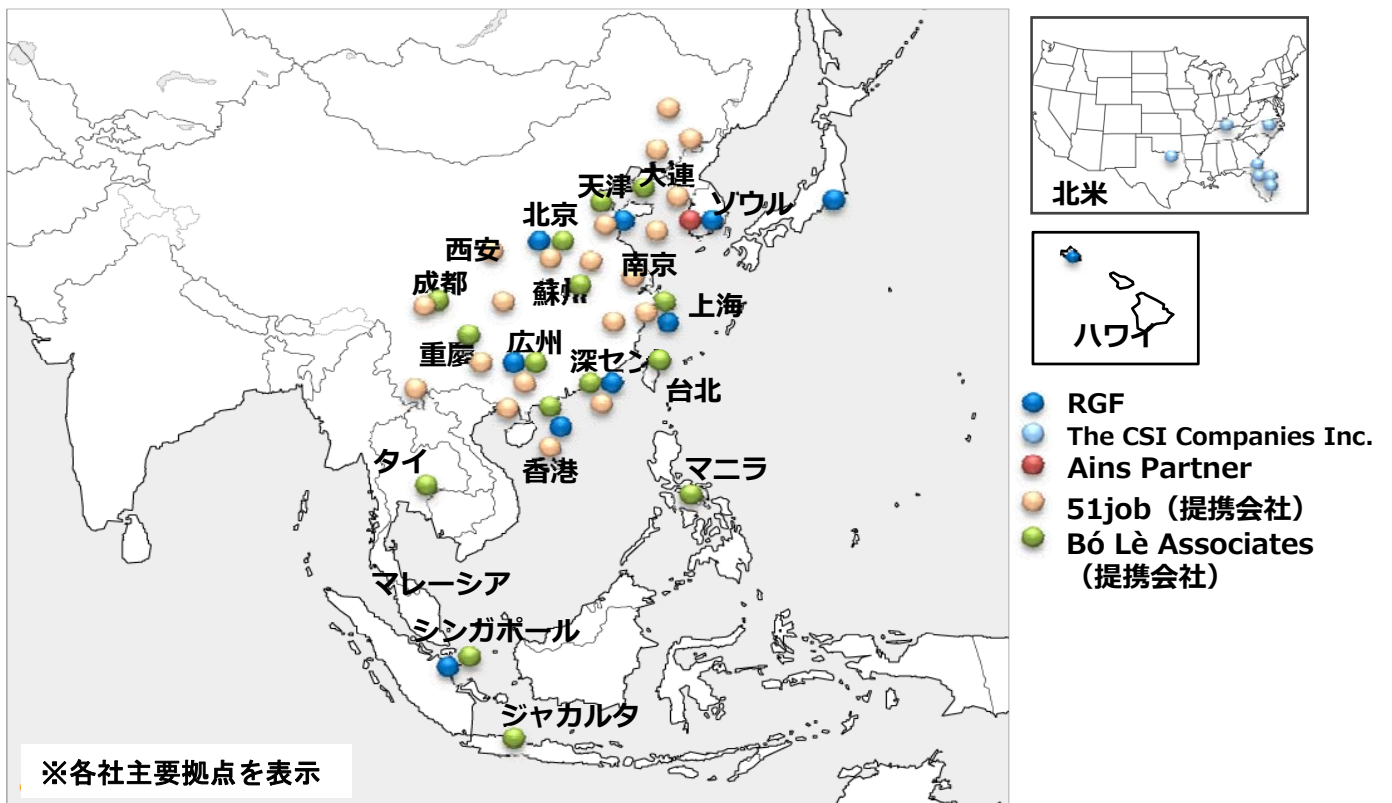 大連
天津
ソウル
北京
西安
南京
成都
蘇州
上海
広州
重慶
深セン
台北
香港
タイ
マニラ
マレーシア
シンガポール
ジャカルタ
※各社主要拠点を表示
北米
ハワイ
RGF
The CSI Companies Inc.
Ains Partner
51job（提携会社）
Bó Lè Associates
（提携会社）